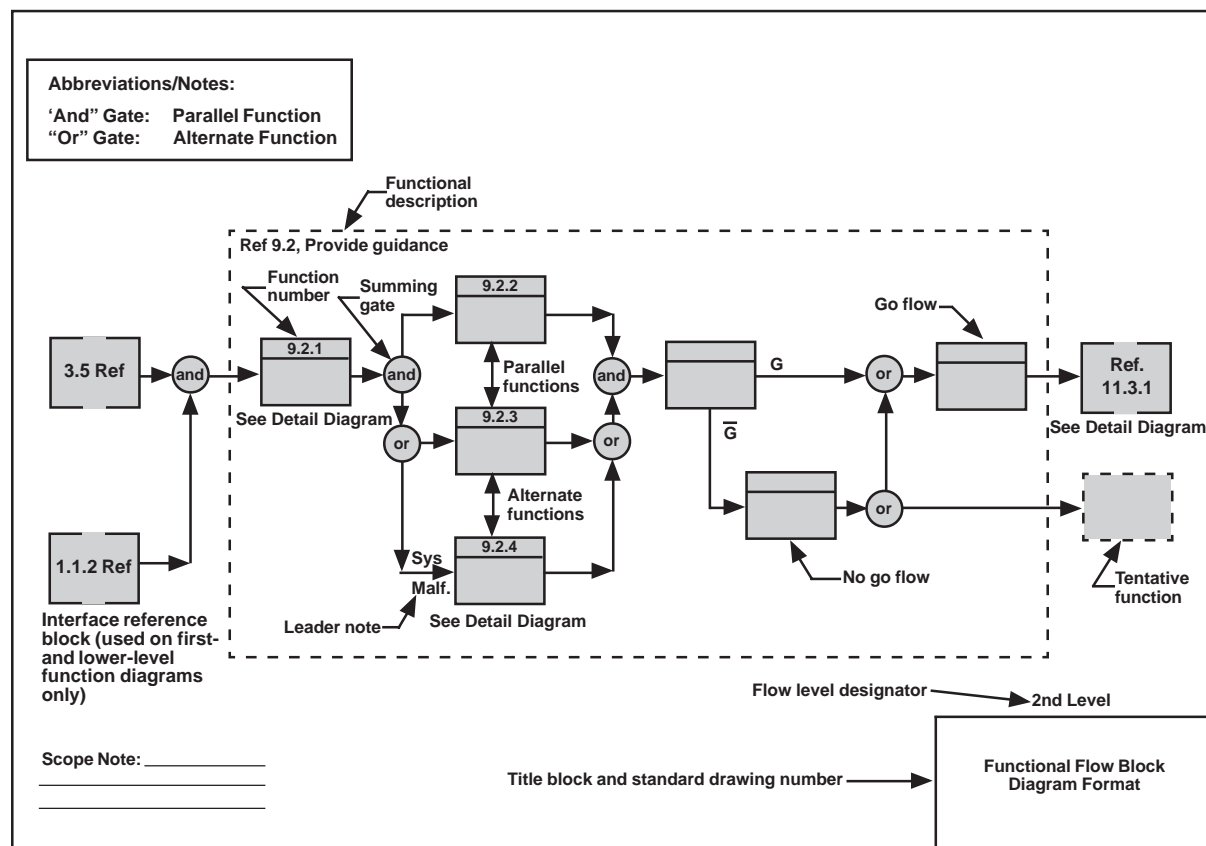 Abbreviations/Notes:
‘And” Gate: Parallel Function
“Or” Gate: Alternate Function
Functional
description
Ref 9.2, Provide guidance
Function
number
Summing
gate
9.2.2
Go flow
9.2.1
3.5 Ref
and
and
Parallel
functions
and
G
or
Ref.
11.3.1
See Detail Diagram
9.2.3
See Detail Diagram
or
or
G̅
Alternate
functions
or
9.2.4
1.1.2 Ref
Sys
Malf.
No go flow
Tentative
function
Leader note
See Detail Diagram
Interface reference
block (used on first-
and lower-level
function diagrams
only)
Flow level designator
2nd Level
Scope Note:
Title block and standard drawing number
Functional Flow Block
Diagram Format